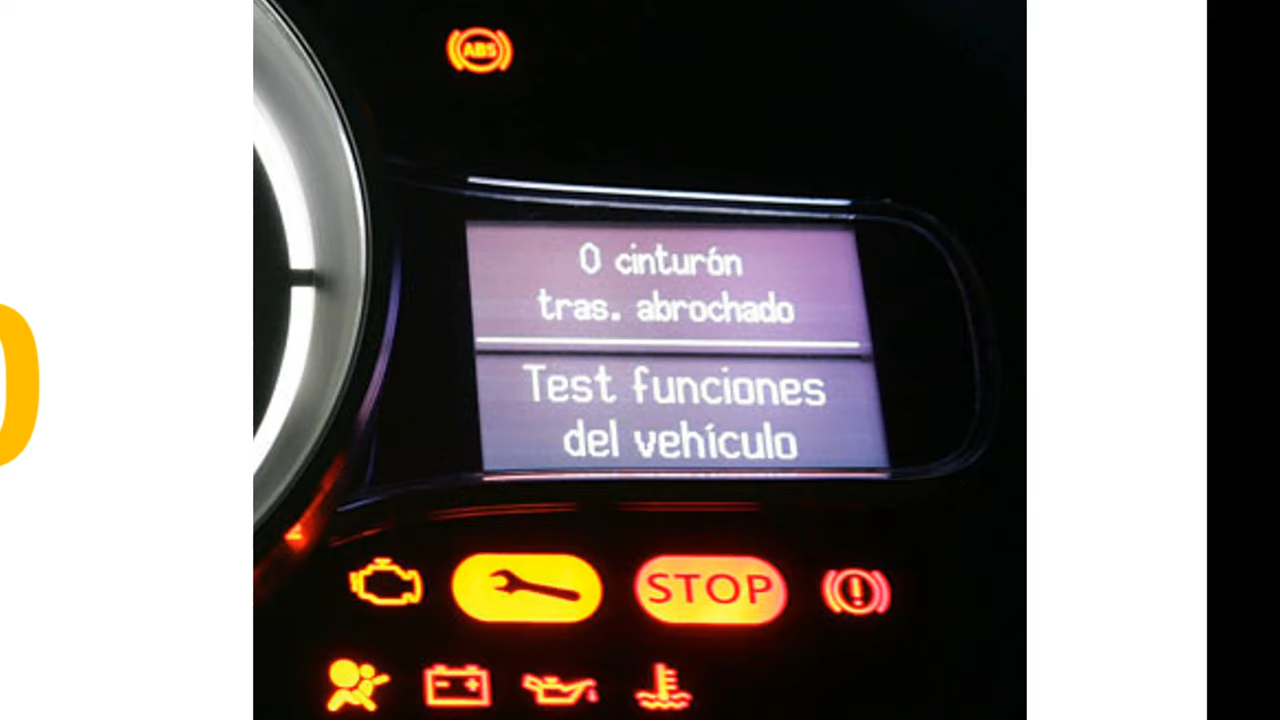 ABS
0 cinturón
tras. abrochado
Test funciones
del vehículo
STOP